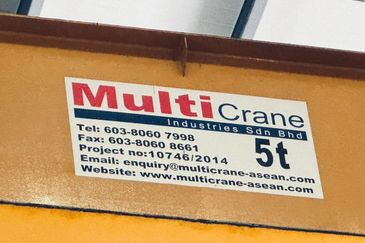 Multi Crane
Industries Sdn Bhd
Tel: 603-8060 7998
Fax: 603-8060 8661
Project no:10746/2014
5t
Email: enquiry@multicrane-asean.com
Website: www.multicrane-asean.com